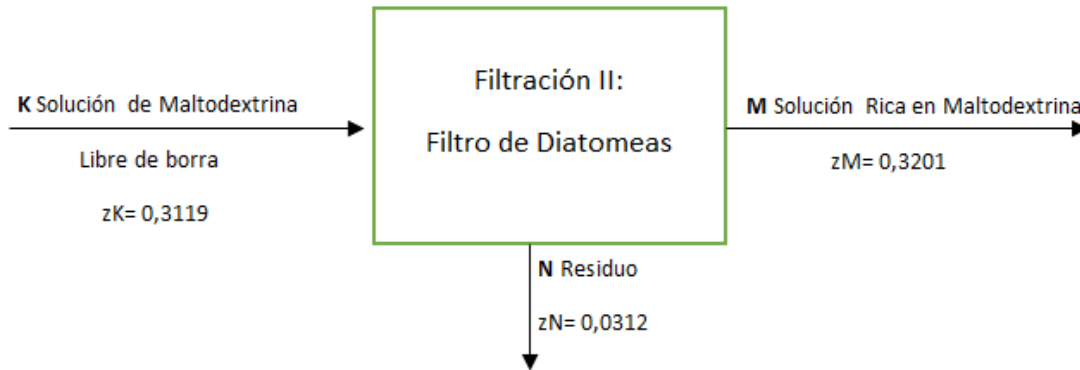 Filtración II:
Filtro de Diatomeas
K Solución de Maltodextrina
Libre de borra
zK= 0,3119
M Solución Rica en Maltodextrina
zM= 0,3201
N Residuo
zN= 0,0312